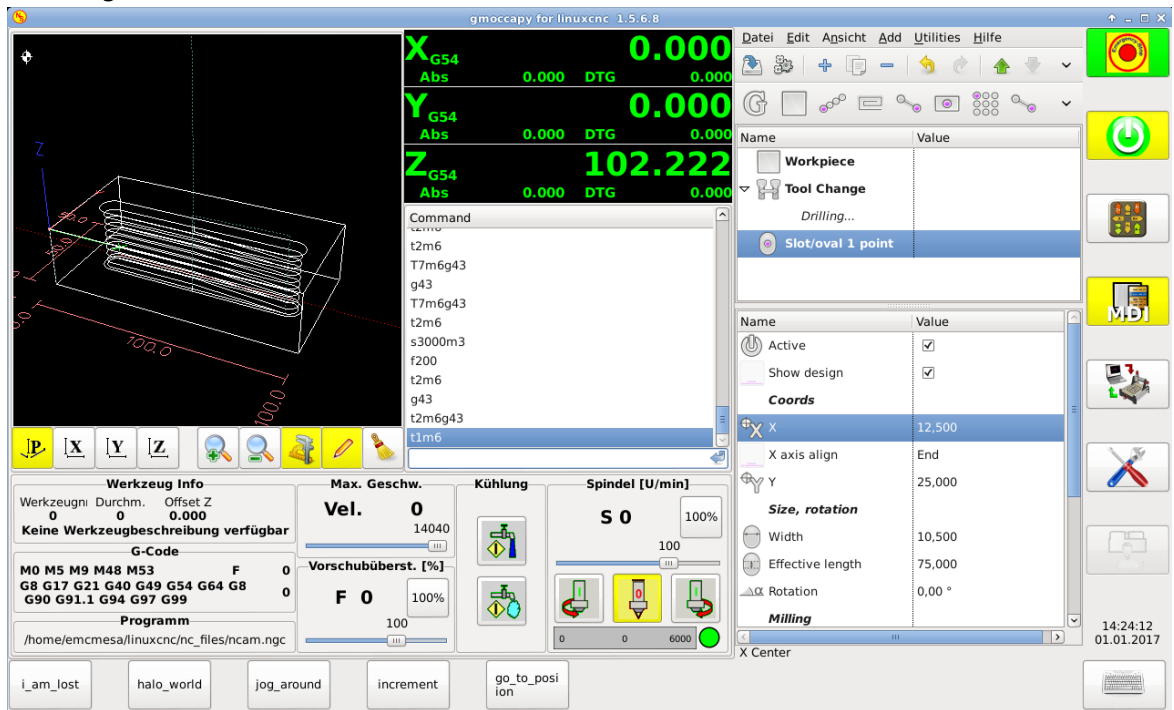 gmoccapy for linuxcnc 1.5.6.8
X G54 0.000
Abs 0.000 DTG 0.000
Y G54 0.000
Abs 0.000 DTG 0.000
Z G54 102.222
Abs 0.000 DTG 0.000
Z
50.0
50.0
100.0
100.0
Command
t2m6
t2m6
T7m6g43
g43
T7m6g43
t2m6
s3000m3
f200
t2m6
g43
t2m6g43
t1m6
P X Y Z
Datei Edit Ansicht Add Utilities Hilfe
Name Value
Workpiece
Tool Change
Drilling...
Slot/oval 1 point
Name Value
Active
Show design
Coords
X 12,500
X axis align End
Y 25,000
Size, rotation
Width 10,500
Effective length 75,000
Rotation 0,00 °
Milling
X Center
MDI
14:24:12
01.01.2017
Werkzeug Info
Durchm. Offset Z
0 0 0.000
Keine Werkzeugbeschreibung verfügbar
G-Code
M0 M5 M9 M48 M53 F 0
G8 G17 G21 G40 G49 G54 G64 G8 0
G90 G91.1 G94 G97 G99
Programm
/home/emcmesa/linuxcnc/nc_files/ncam.ngc
Max. Geschw.
Vel. 0
14040
Vorschubüberst. [%]
F 0 100%
100
Kühlung
Spindel [U/min]
S 0 100%
100
0 0 6000
i_am_lost
halo_world
jog_around
increment
go_to_posi
ion